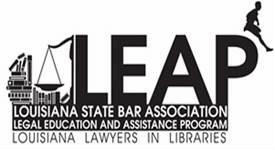 LEAP
LOUISIANA STATE BAR ASSOCIATION
LEGAL EDUCATION AND ASSISTANCE PROGRAM
LOUISIANA LAWYERS IN LIBRARIES